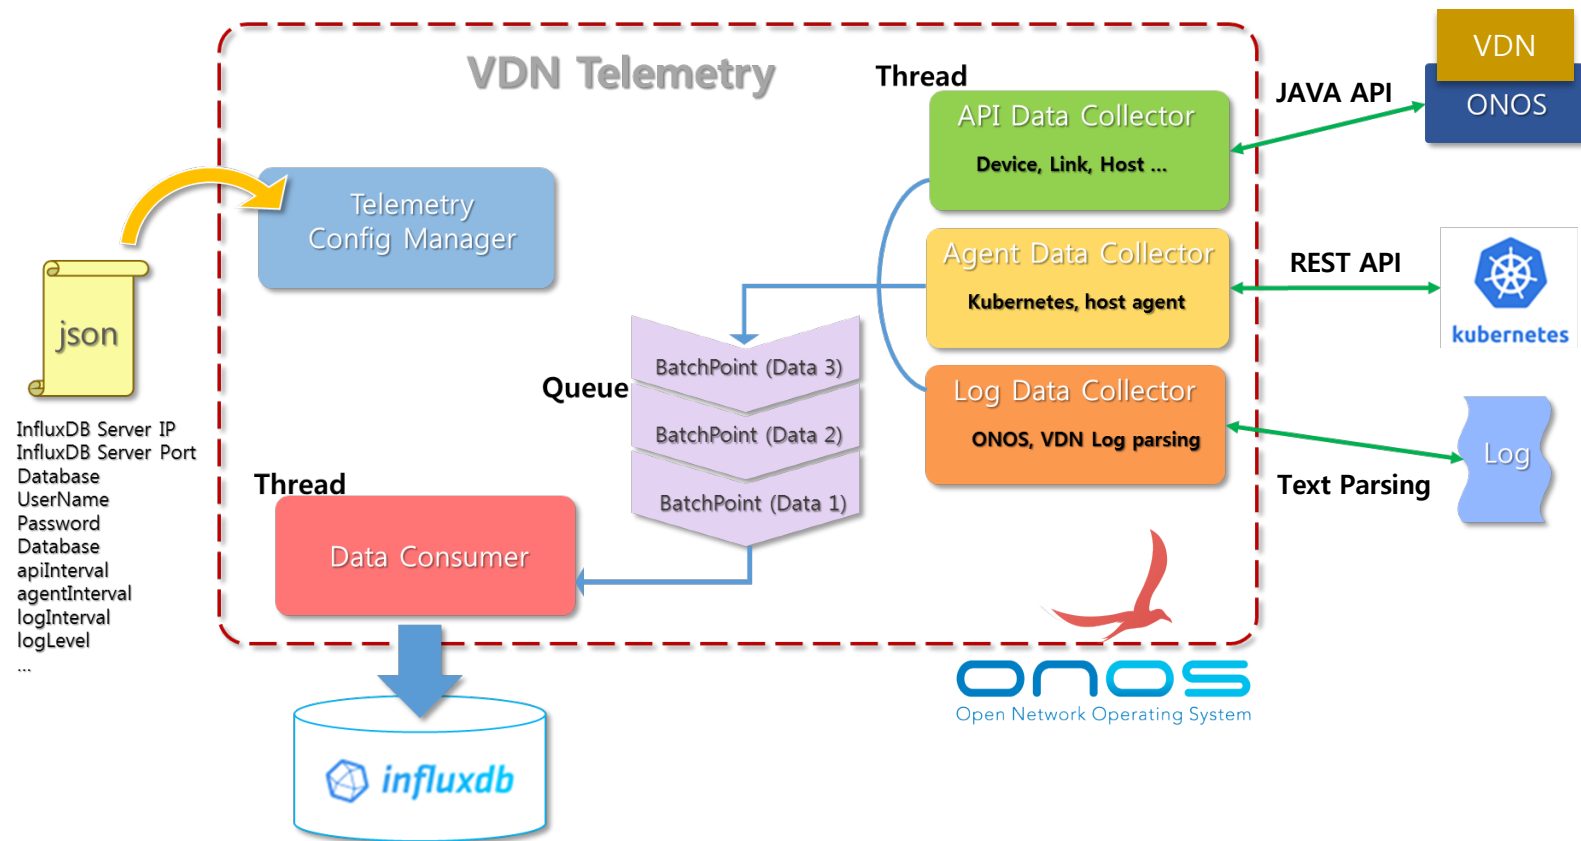 VDN Telemetry
Thread
API Data Collector
Device, Link, Host ...
JAVA API
VDN
ONOS
Telemetry
Config Manager
Agent Data Collector
Kubernetes, host agent
REST API
kubernetes
json
BatchPoint (Data 3)
Queue
BatchPoint (Data 2)
BatchPoint (Data 1)
Log Data Collector
ONOS, VDN Log parsing
Log
Text Parsing
InfluxDB Server IP
InfluxDB Server Port
Database
UserName
Password
Database
apiInterval
agentInterval
logInterval
logLevel
...
Thread
Data Consumer
onos
Open Network Operating System
influxdb